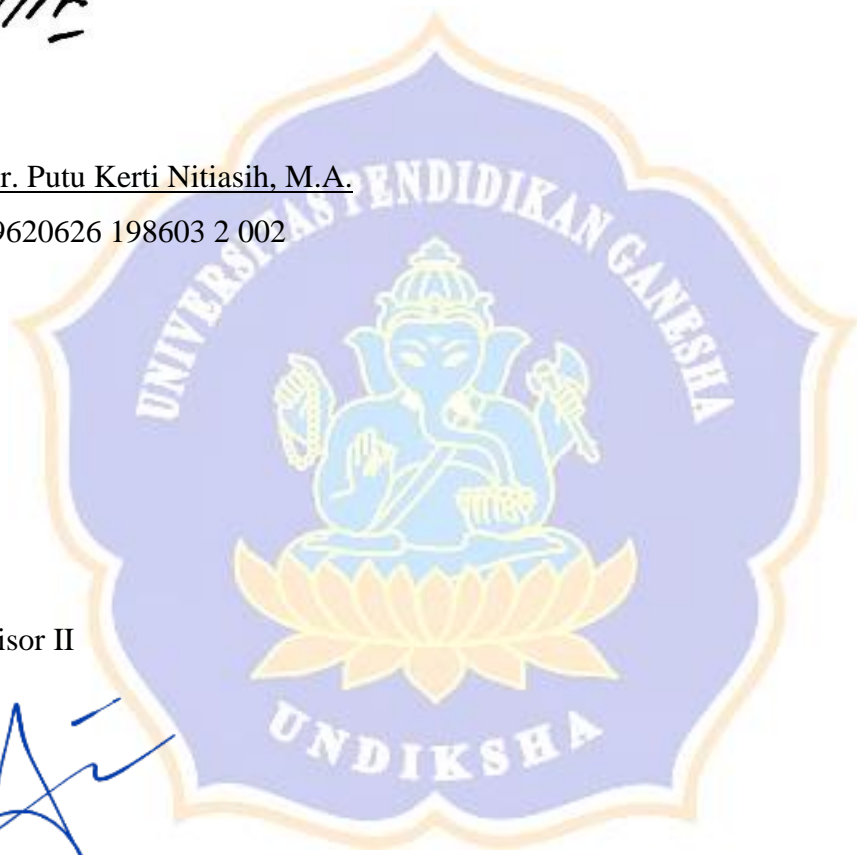 r. Putu Kerti Nitiasih, M.A.
9620626 198603 2 002
UNIVERSITAS PENDIDIKAN GANESHA
isor II
UNDIKSHA